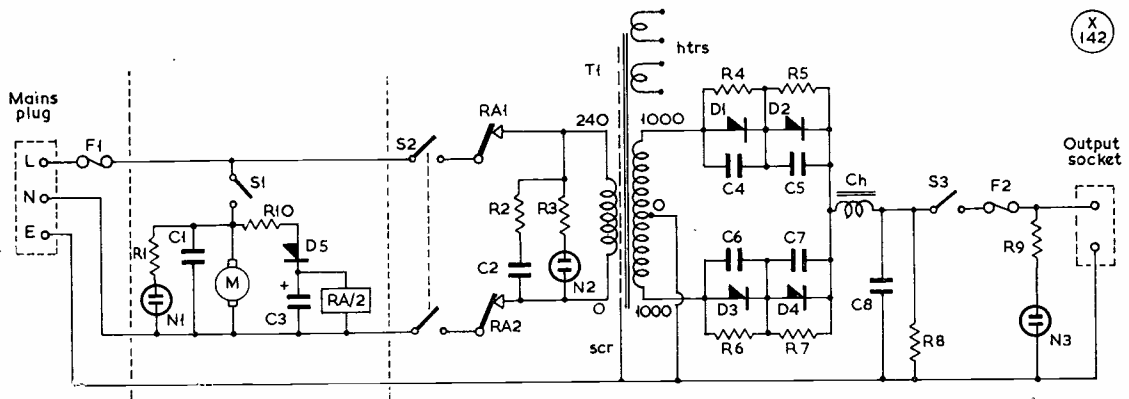 X
142
htrs
T1
R4
R5
Mains
plug
RA1
D1
D2
F1
S2
240
1000
Output
socket
L
C4
C5
N
S1
Ch
S3
F2
E
R10
R2
R3
O
R1
C1
D5
C6
C7
R9
M
C2
+
RA/2
N2
C8
N1
C3
RA2
O
1000
D3
D4
N3
scr
R6
R7
R8